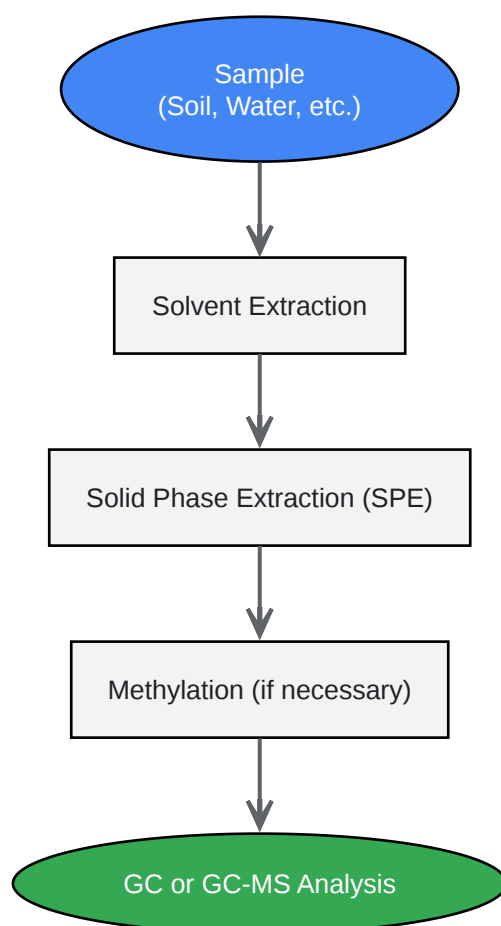 Sample
(Soil, Water, etc.)
Solvent Extraction
Solid Phase Extraction (SPE)
Methylation (if necessary)
GC or GC-MS Analysis